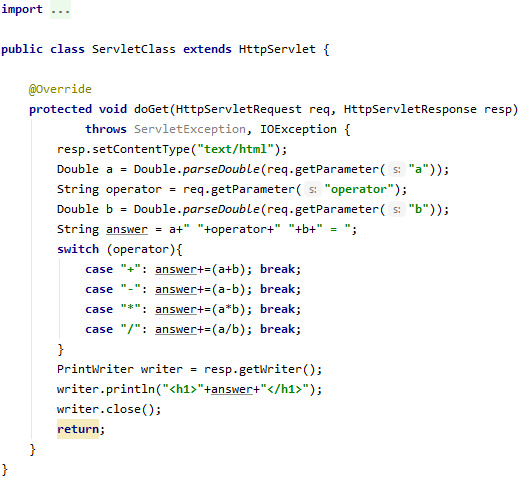 import ...
public class ServletClass extends HttpServlet {
@Override
protected void doGet(HttpServletRequest req, HttpServletResponse resp)
throws ServletException, IOException {
resp.setContentType("text/html");
Double a = Double.parseDouble(req.getParameter( s: "a"));
String operator = req.getParameter( s: "operator");
Double b = Double.parseDouble(req.getParameter( s: "b"));
String answer = a+" "+operator+" "+b+" = ";
switch (operator){
case "+": answer+=(a+b); break;
case "-": answer+=(a-b); break;
case "*": answer+=(a*b); break;
case "/": answer+=(a/b); break;
}
PrintWriter writer = resp.getWriter();
writer.println("<h1>"+answer+"</h1>");
writer.close();
return;
}
}